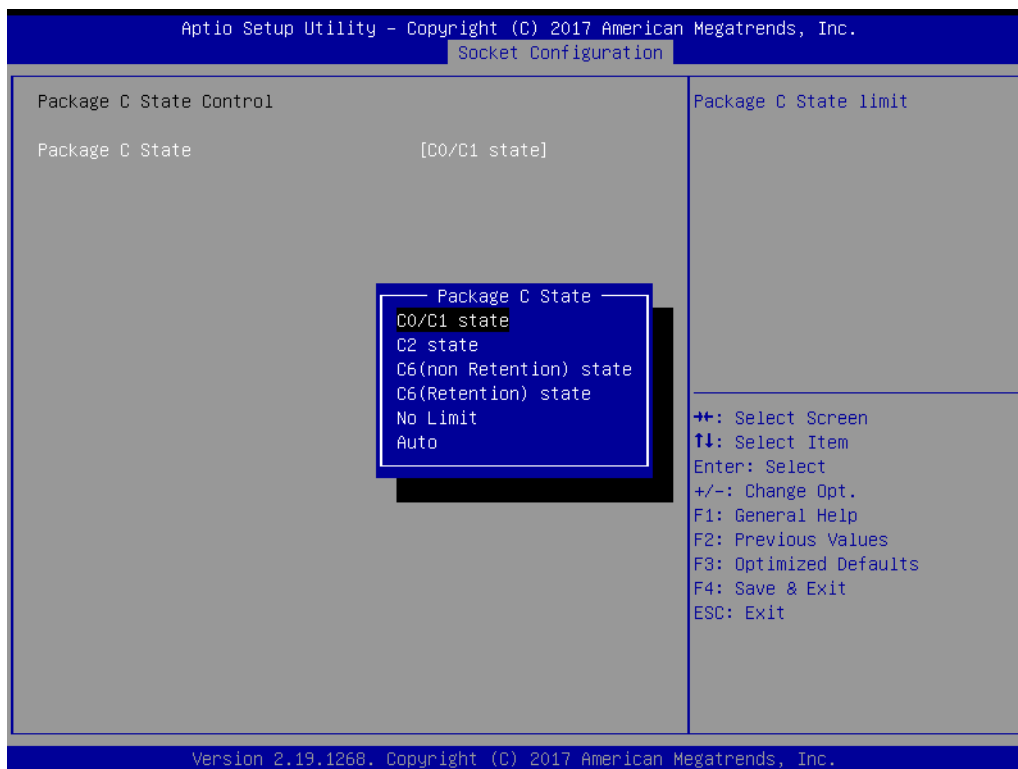 Aptio Setup Utility – Copyright (C) 2017 American Megatrends, Inc.
Socket Configuration
Package C State Control
Package C State [C0/C1 state]
Package C State
C0/C1 state
C2 state
C6(non Retention) state
C6(Retention) state
No Limit
Auto
Package C State limit
→←: Select Screen
↑↓: Select Item
Enter: Select
+/-: Change Opt.
F1: General Help
F2: Previous Values
F3: Optimized Defaults
F4: Save & Exit
ESC: Exit
Version 2.19.1268. Copyright (C) 2017 American Megatrends, Inc.